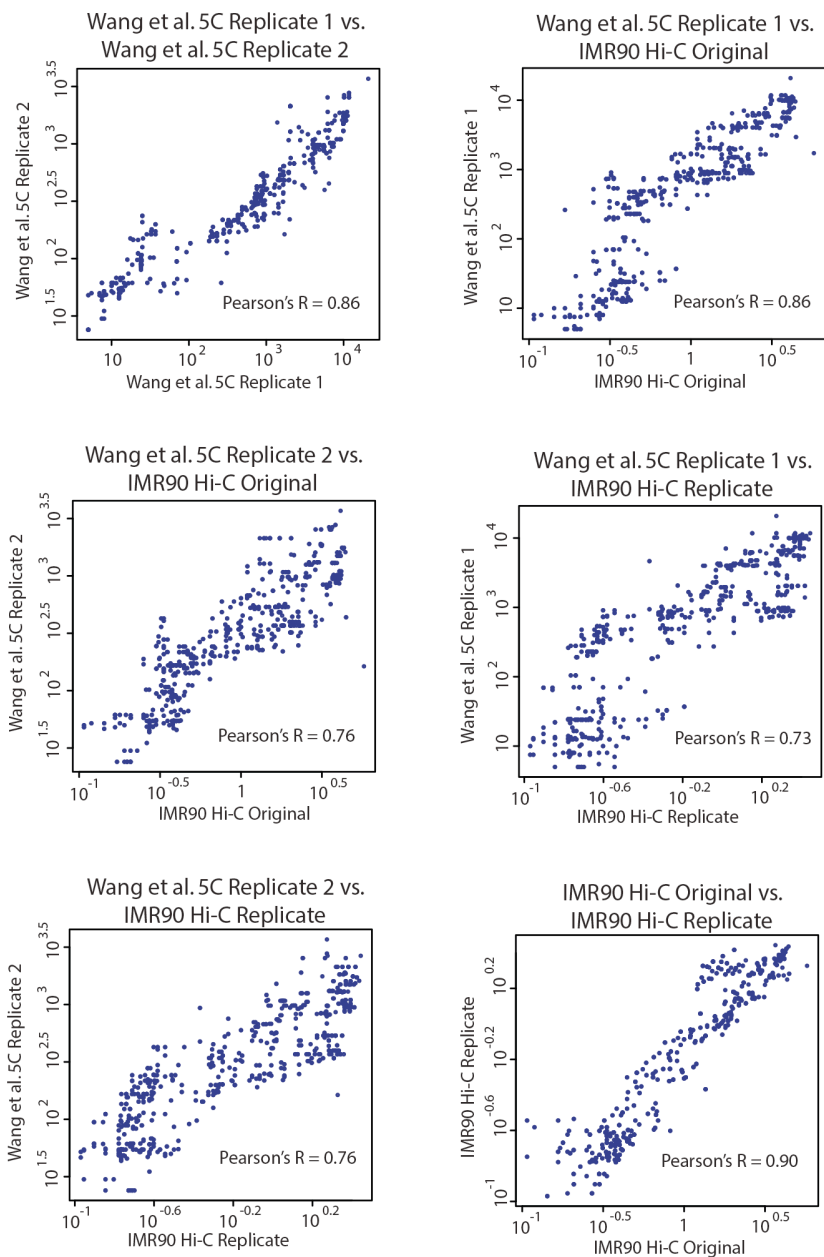 Wang et al. 5C Replicate 1 vs.
Wang et al. 5C Replicate 2
Wang et al. 5C Replicate 2
10^3.5
10^3
10^2.5
10^2
10^1.5
Pearson's R = 0.86
10 10^2 10^3 10^4
Wang et al. 5C Replicate 1
Wang et al. 5C Replicate 1 vs.
IMR90 Hi-C Original
Wang et al. 5C Replicate 1
10^4
10^3
10^2
10
Pearson's R = 0.86
10^-1 10^-0.5 1 10^0.5
IMR90 Hi-C Original
Wang et al. 5C Replicate 2 vs.
IMR90 Hi-C Original
Wang et al. 5C Replicate 2
10^3.5
10^3
10^2.5
10^2
10^1.5
Pearson's R = 0.76
10^-1 10^-0.5 1 10^0.5
IMR90 Hi-C Original
Wang et al. 5C Replicate 1 vs.
IMR90 Hi-C Replicate
Wang et al. 5C Replicate 1
10^4
10^3
10^2
10
Pearson's R = 0.73
10^-1 10^-0.6 10^-0.2 10^0.2
IMR90 Hi-C Replicate
Wang et al. 5C Replicate 2 vs.
IMR90 Hi-C Replicate
Wang et al. 5C Replicate 2
10^3.5
10^3
10^2.5
10^2
10^1.5
Pearson's R = 0.76
10^-1 10^-0.6 10^-0.2 10^0.2
IMR90 Hi-C Replicate
IMR90 Hi-C Original vs.
IMR90 Hi-C Replicate
IMR90 Hi-C Replicate
10^0.2
10^-0.2
10^-0.6
10^-1
Pearson's R = 0.90
10^-1 10^-0.5 1 10^0.5
IMR90 Hi-C Original